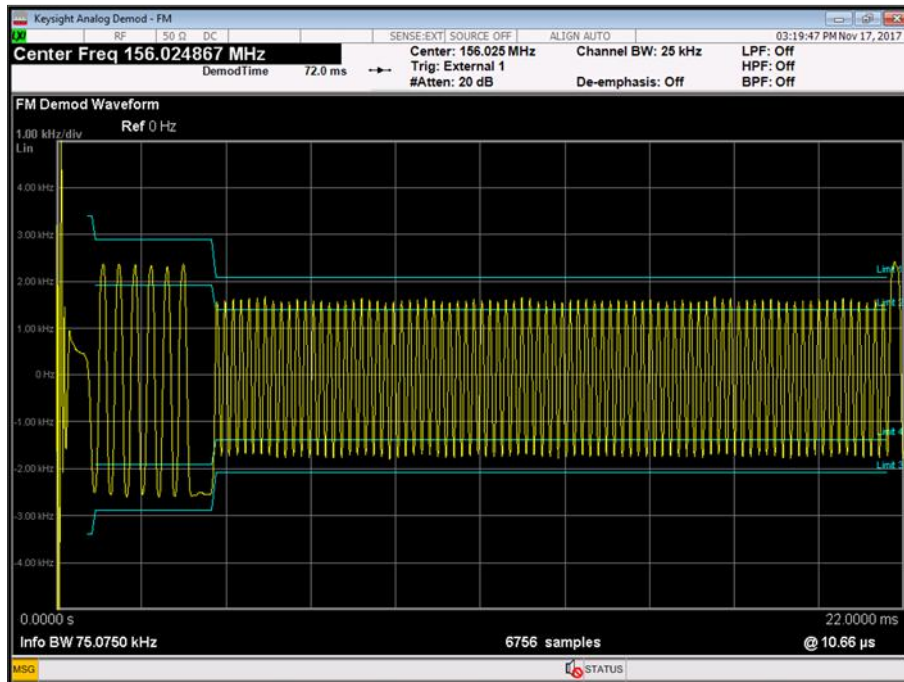 Keysight Analog Demod - FM
RF 50 Ω DC SENSE:EXT SOURCE OFF ALIGN AUTO 03:19:47 PM Nov 17, 2017
Center Freq 156.024867 MHz
Center: 156.025 MHz Channel BW: 25 kHz LPF: Off
DemodTime 72.0 ms Trig: External 1 HPF: Off
#Atten: 20 dB De-emphasis: Off BPF: Off
FM Demod Waveform
1.00 kHz/div Ref 0 Hz
Lin
4.00 kHz
3.00 kHz
2.00 kHz
1.00 kHz
0 Hz
-1.00 kHz
-2.00 kHz
-3.00 kHz
-4.00 kHz
Limit
Limit
Limit 4
Limit
0.0000 s 22.0000 ms
Info BW 75.0750 kHz 6756 samples @ 10.66 µs
MSG STATUS